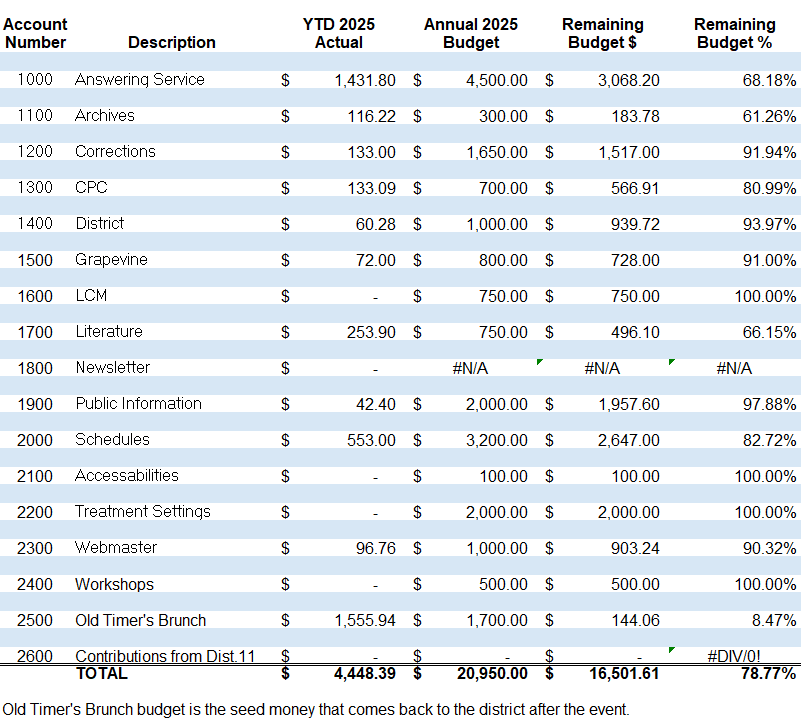 Account Number Description YTD 2025 Actual Annual 2025 Budget Remaining Budget $ Remaining Budget %
1000 Answering Service $ 1,431.80 $ 4,500.00 $ 3,068.20 68.18%
1100 Archives $ 116.22 $ 300.00 $ 183.78 61.26%
1200 Corrections $ 133.00 $ 1,650.00 $ 1,517.00 91.94%
1300 CPC $ 133.09 $ 700.00 $ 566.91 80.99%
1400 District $ 60.28 $ 1,000.00 $ 939.72 93.97%
1500 Grapevine $ 72.00 $ 800.00 $ 728.00 91.00%
1600 LCM $ - $ 750.00 $ 750.00 100.00%
1700 Literature $ 253.90 $ 750.00 $ 496.10 66.15%
1800 Newsletter $ - #N/A #N/A #N/A
1900 Public Information $ 42.40 $ 2,000.00 $ 1,957.60 97.88%
2000 Schedules $ 553.00 $ 3,200.00 $ 2,647.00 82.72%
2100 Accessabilities $ - $ 100.00 $ 100.00 100.00%
2200 Treatment Settings $ - $ 2,000.00 $ 2,000.00 100.00%
2300 Webmaster $ 96.76 $ 1,000.00 $ 903.24 90.32%
2400 Workshops $ - $ 500.00 $ 500.00 100.00%
2500 Old Timer's Brunch $ 1,555.94 $ 1,700.00 $ 144.06 8.47%
2600 Contributions from Dist.11 $ - $ - $ - #DIV/0!
TOTAL $ 4,448.39 $ 20,950.00 $ 16,501.61 78.77%
Old Timer's Brunch budget is the seed money that comes back to the district after the event.